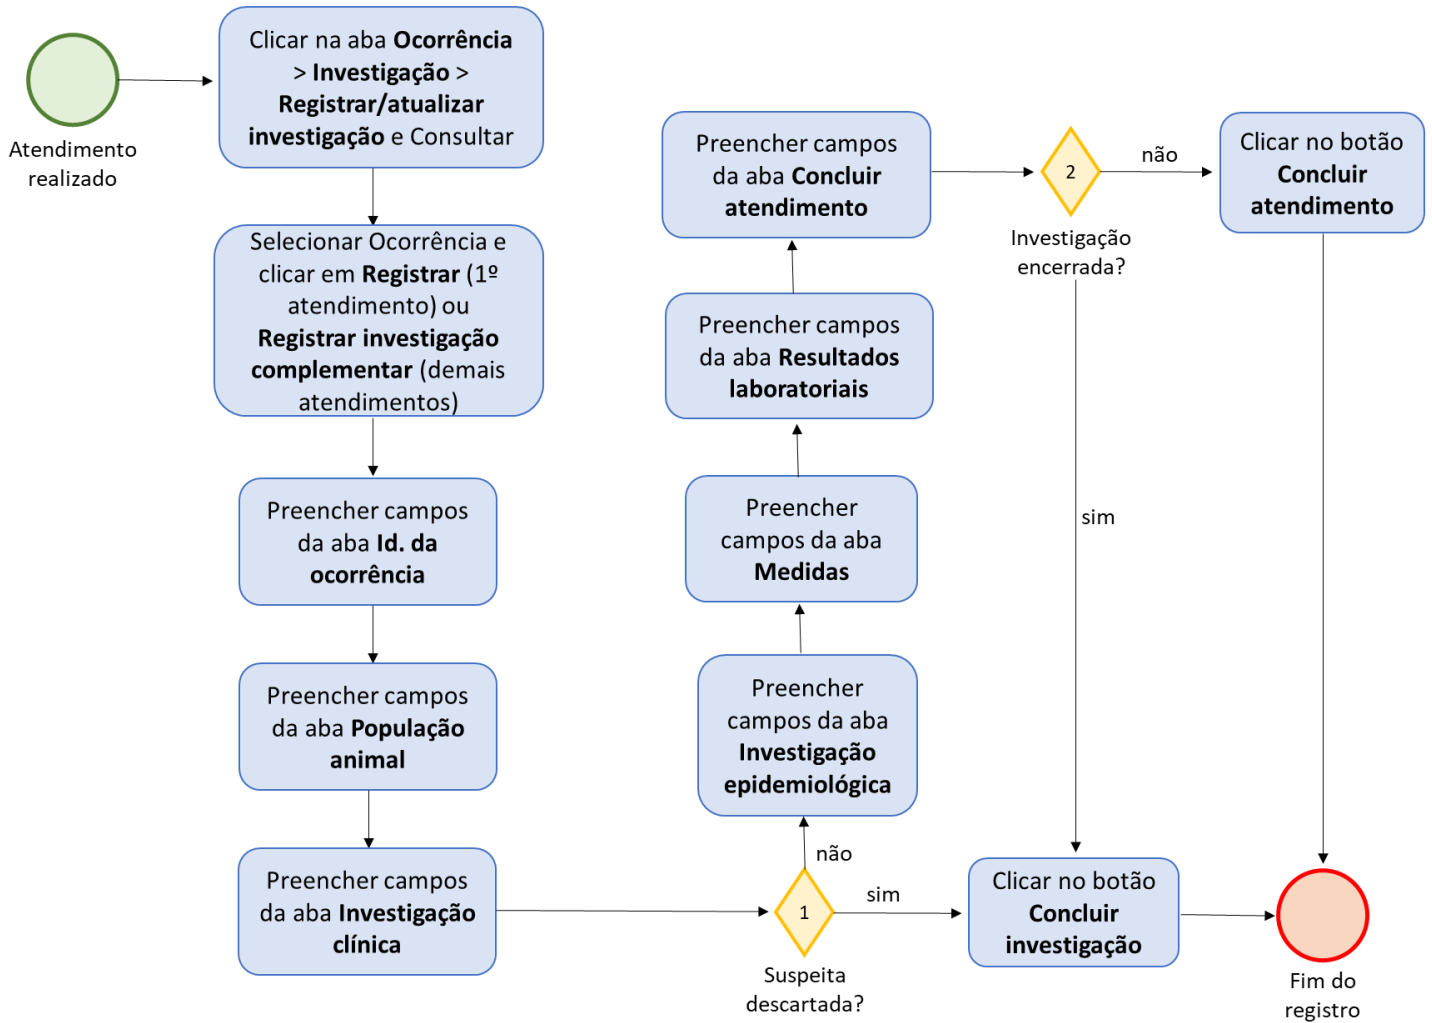 Atendimento
realizado
Clicar na aba Ocorrência
> Investigação >
Registrar/atualizar
investigação e Consultar
Selecionar Ocorrência e
clicar em Registrar (1º
atendimento) ou
Registrar investigação
complementar (demais
atendimentos)
Preencher campos
da aba Id. da
ocorrência
Preencher campos
da aba População
animal
Preencher campos
da aba Investigação
clínica
1
Suspeita
descartada?
não
sim
Preencher
campos da aba
Investigação
epidemiológica
Preencher
campos da aba
Medidas
Preencher campos
da aba Resultados
laboratoriais
Preencher campos
da aba Concluir
atendimento
2
Investigação
encerrada?
não
sim
Clicar no botão
Concluir
atendimento
Clicar no botão
Concluir
investigação
Fim do
registro